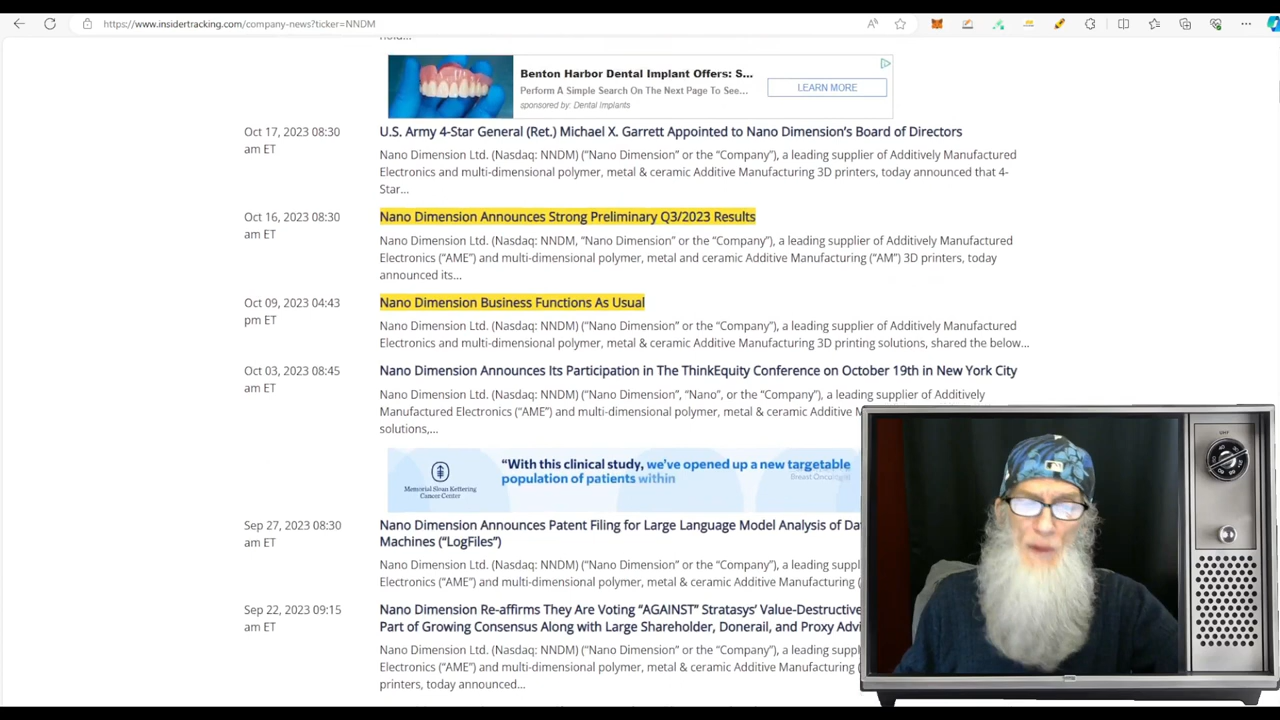 https://www.insidertracking.com/company-news?ticker=NNDM
Benton Harbor Dental Implant Offers: S...
Perform A Simple Search On The Next Page To See...
sponsored by: Dental Implants
LEARN MORE
Oct 17, 2023 08:30
am ET
U.S. Army 4-Star General (Ret.) Michael X. Garrett Appointed to Nano Dimension’s Board of Directors
Nano Dimension Ltd. (Nasdaq: NNDM) (“Nano Dimension” or the “Company”), a leading supplier of Additively Manufactured
Electronics and multi-dimensional polymer, metal & ceramic Additive Manufacturing 3D printers, today announced that 4-
Star...
Oct 16, 2023 08:30
am ET
Nano Dimension Announces Strong Preliminary Q3/2023 Results
Nano Dimension Ltd. (Nasdaq: NNDM, “Nano Dimension” or the “Company”), a leading supplier of Additively Manufactured
Electronics (“AME”) and multi-dimensional polymer, metal and ceramic Additive Manufacturing (“AM”) 3D printers, today
announced its...
Oct 09, 2023 04:43
pm ET
Nano Dimension Business Functions As Usual
Nano Dimension Ltd. (Nasdaq: NNDM) (“Nano Dimension” or the “Company”), a leading supplier of Additively Manufactured
Electronics and multi-dimensional polymer, metal & ceramic Additive Manufacturing 3D printing solutions, shared the below...
Oct 03, 2023 08:45
am ET
Nano Dimension Announces Its Participation in The ThinkEquity Conference on October 19th in New York City
Nano Dimension Ltd. (Nasdaq: NNDM) (“Nano Dimension”, “Nano”, or the “Company”), a leading supplier of Additively
Manufactured Electronics (“AME”) and multi-dimensional polymer, metal & ceramic Additive M
solutions,...
Memorial Sloan Kettering
Cancer Center
“With this clinical study, we’ve opened up a new targetable
population of patients within
Breast Oncologist
Sep 27, 2023 08:30
am ET
Nano Dimension Announces Patent Filing for Large Language Model Analysis of Da
Machines (“LogFiles”)
Nano Dimension Ltd. (Nasdaq: NNDM) (“Nano Dimension” or the “Company”), a leading suppl
Electronics (“AME”) and multi-dimensional polymer, metal & ceramic Additive Manufacturing (
Sep 22, 2023 09:15
am ET
Nano Dimension Re-affirms They Are Voting “AGAINST” Stratasys’ Value-Destructive
Part of Growing Consensus Along with Large Shareholder, Donerail, and Proxy Advi
Nano Dimension Ltd. (Nasdaq: NNDM) (“Nano Dimension” or the “Company”), a leading suppl
Electronics (“AME”) and multi-dimensional polymer, metal & ceramic Additive Manufacturing (
printers, today announced...